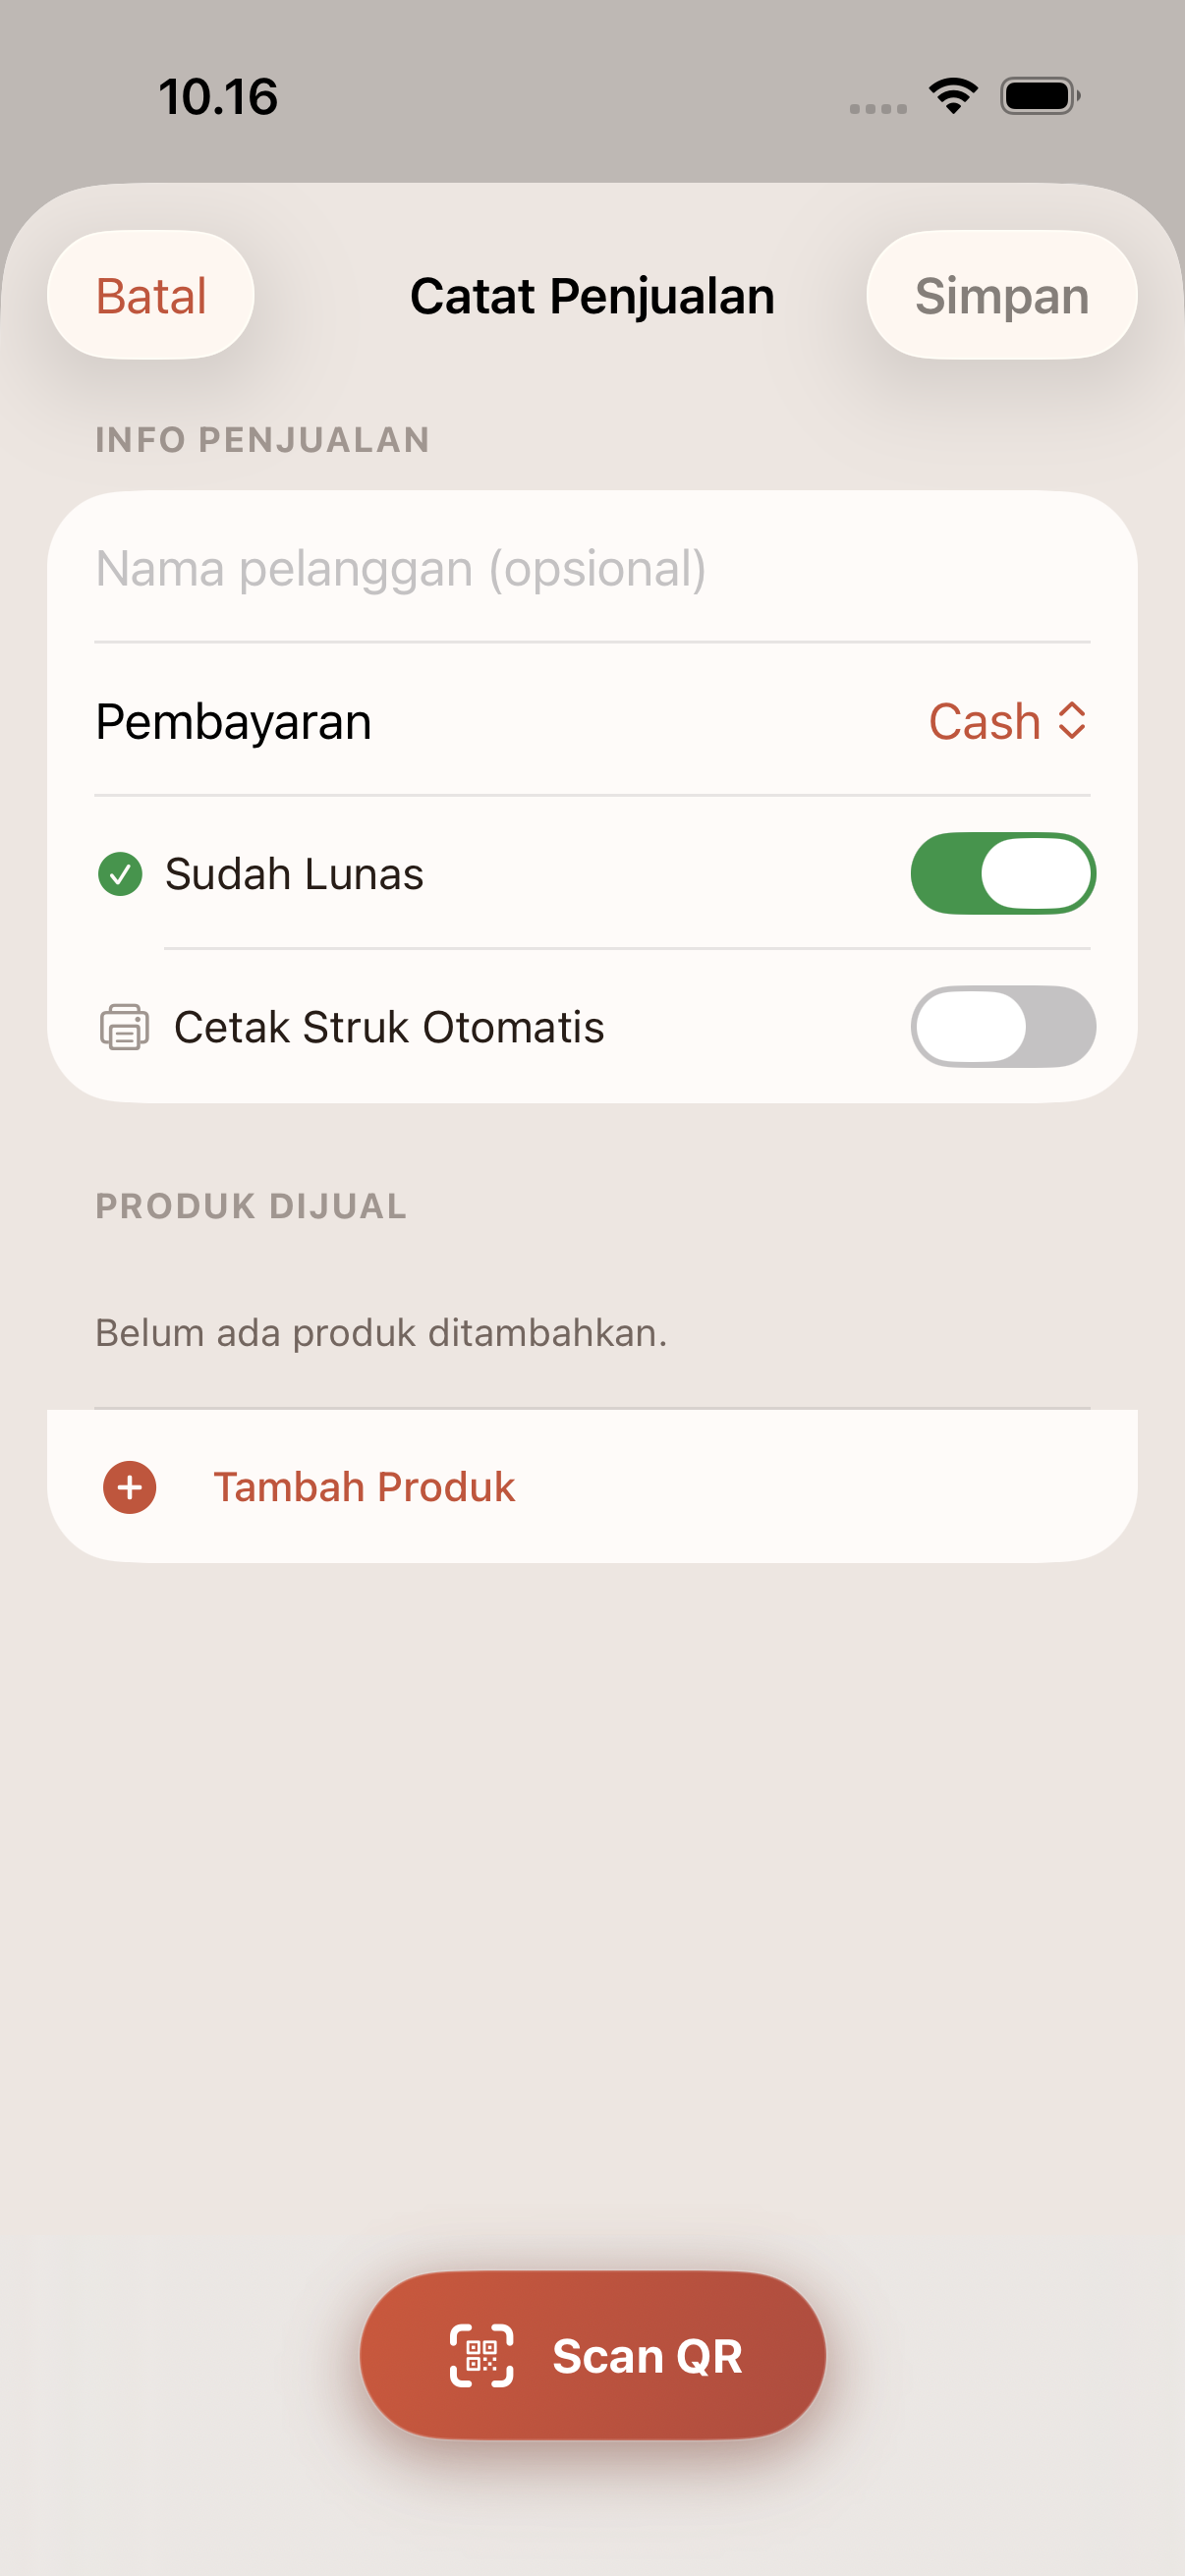 10.16
Batal
Catat Penjualan
Simpan
INFO PENJUALAN
Nama pelanggan (opsional)
Pembayaran
Cash
Sudah Lunas
Cetak Struk Otomatis
PRODUK DIJUAL
Belum ada produk ditambahkan.
Tambah Produk
Scan QR